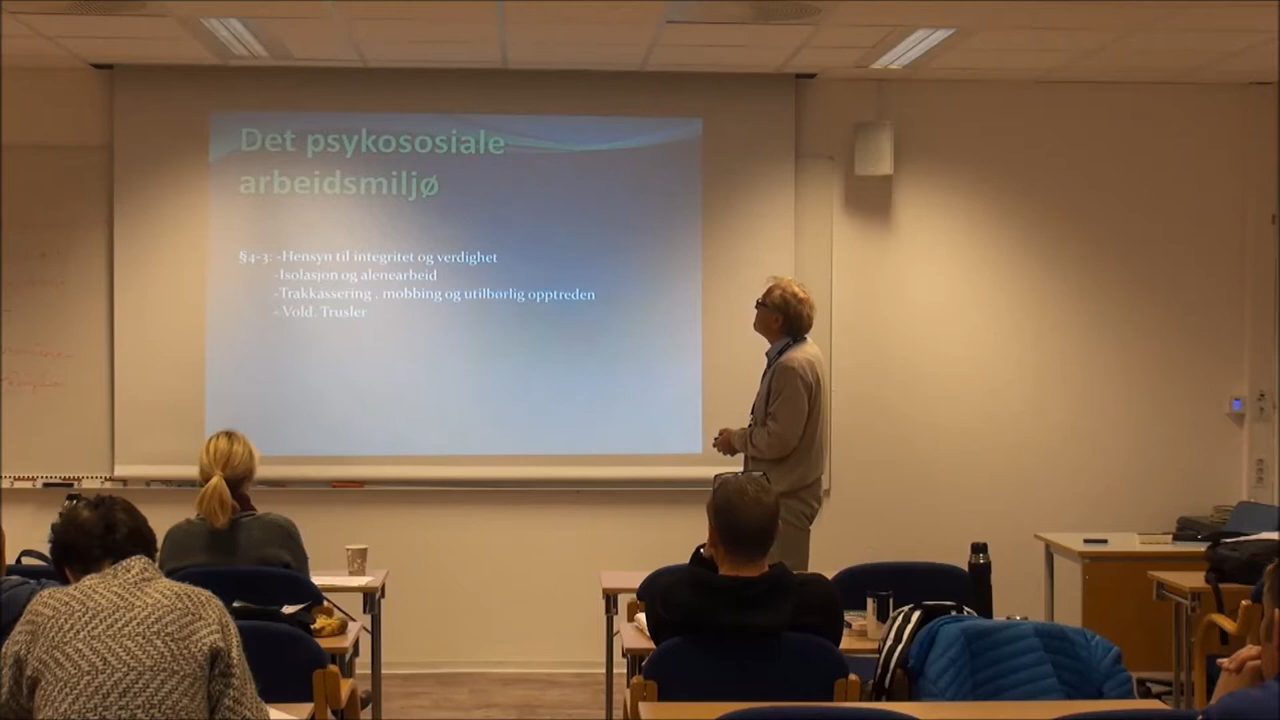 Det psykososiale
arbeidsmiljø
§4-3: -Hensyn til integritet og verdighet
-Isolasjon og alenearbeid
-Trakkassering , mobbing og utilbørlig opptreden
- Vold. Trusler